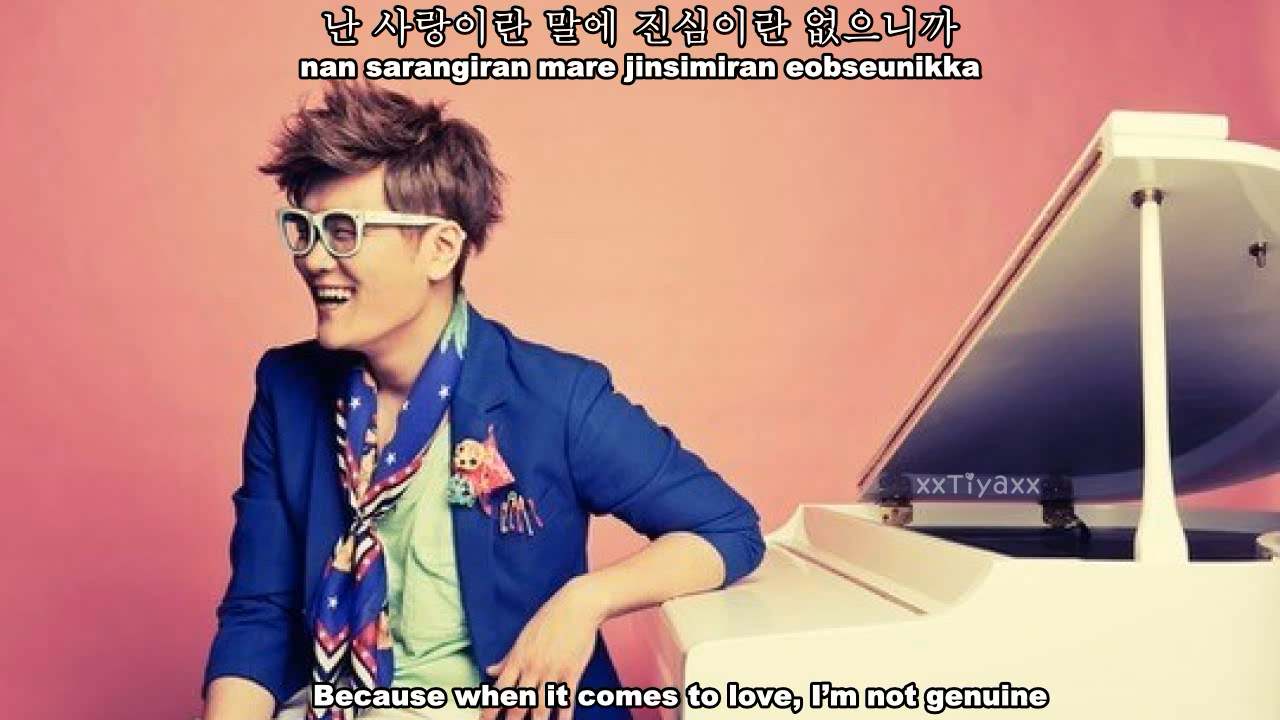 난 사랑이란 말에 진심이란 없으니까
nan sarangiran mare jinsimiran eobseunikka
xxTiyaxx
Because when it comes to love, I'm not genuine